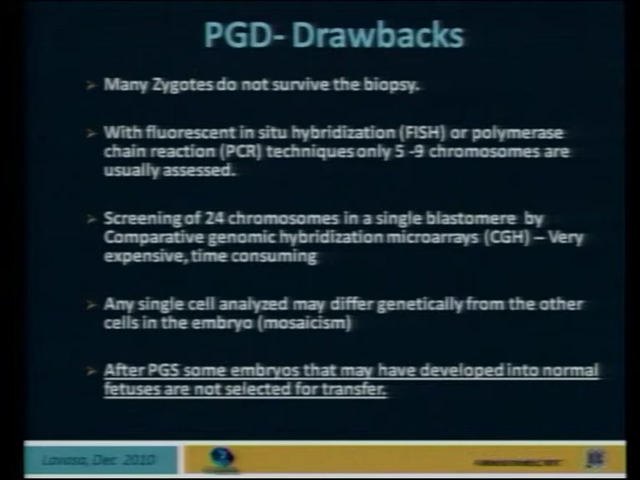 PGD- Drawbacks
Many Zygotes do not survive the biopsy.
With fluorescent in situ hybridization (FISH) or polymerase
chain reaction (PCR) techniques only 5 -9 chromosomes are
usually assessed.
Screening of 24 chromosomes in a single blastomere by
Comparative genomic hybridization microarrays (CGH) – Very
expensive, time consuming
Any single cell analyzed may differ genetically from the other
cells in the embryo (mosaicism)
After PGS some embryos that may have developed into normal
fetuses are not selected for transfer.
Lavasa, Dec 2010